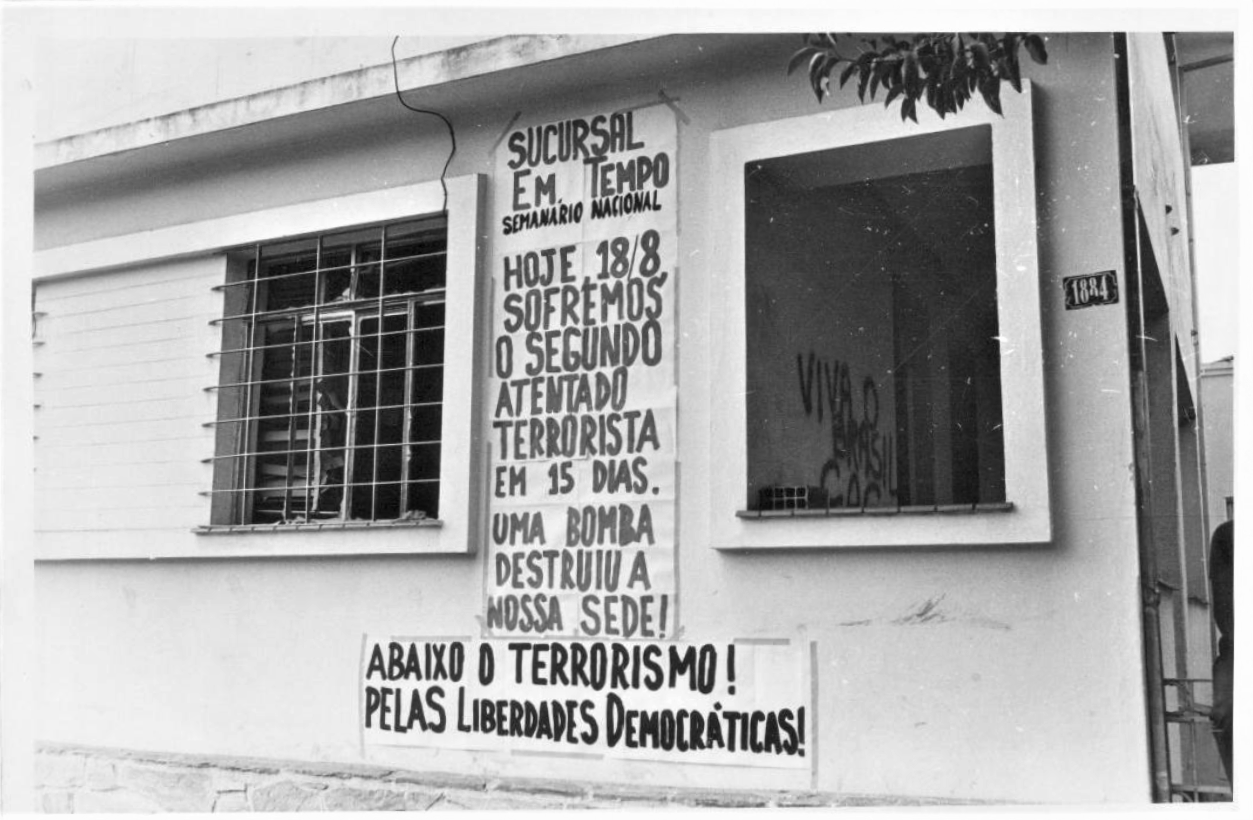 SUCURSAL
EM TEMPO
SEMANÁRIO NACIONAL
HOJE, 18/8,
SOFREMOS
O SEGUNDO
ATENTADO
TERRORISTA
EM 15 DIAS.
UMA BOMBA
DESTRUIU A
NOSSA SEDE!
ABAIXO O TERRORISMO!
PELAS LIBERDADES DEMOCRÁTICAS!
1884
VIVA O
BRASIL